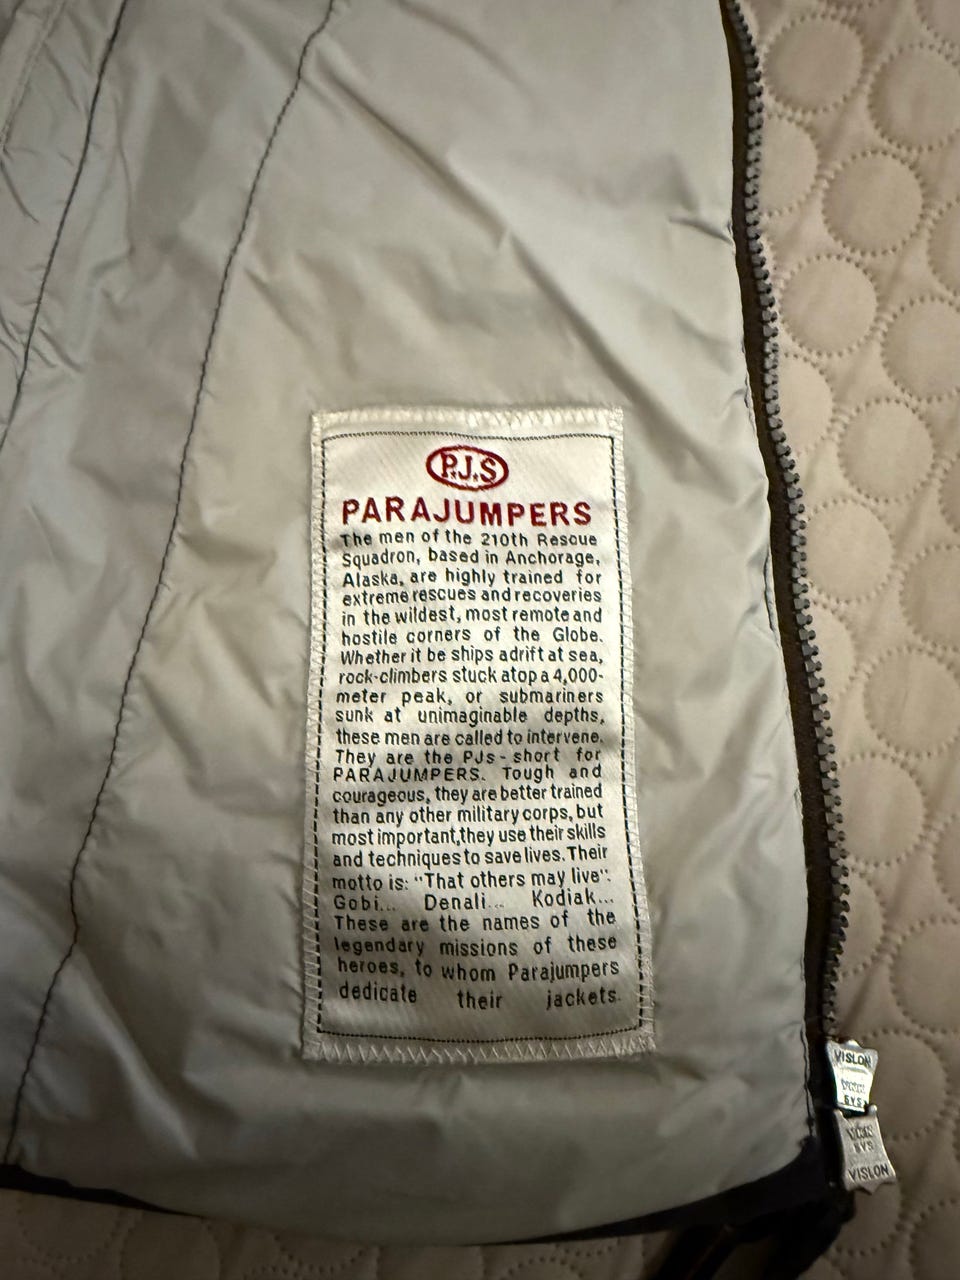 P.J.S
PARAJUMPERS
The men of the 210th Rescue
Squadron, based in Anchorage,
Alaska, are highly trained for
extreme rescues and recoveries
in the wildest, most remote and
hostile corners of the Globe.
Whether it be ships adrift at sea,
rock-climbers stuck atop a 4,000-
meter peak, or submariners
sunk at unimaginable depths,
these men are called to intervene.
They are the PJs - short for
PARAJUMPERS. Tough and
courageous, they are better trained
than any other military corps, but
most important,they use their skills
and techniques to save lives. Their
motto is: "That others may live".
Gobi... Denali... Kodiak...
These are the names of the
legendary missions of these
heroes, to whom Parajumpers
dedicate their jackets.
VISLON
6VS
6VS
VISLON